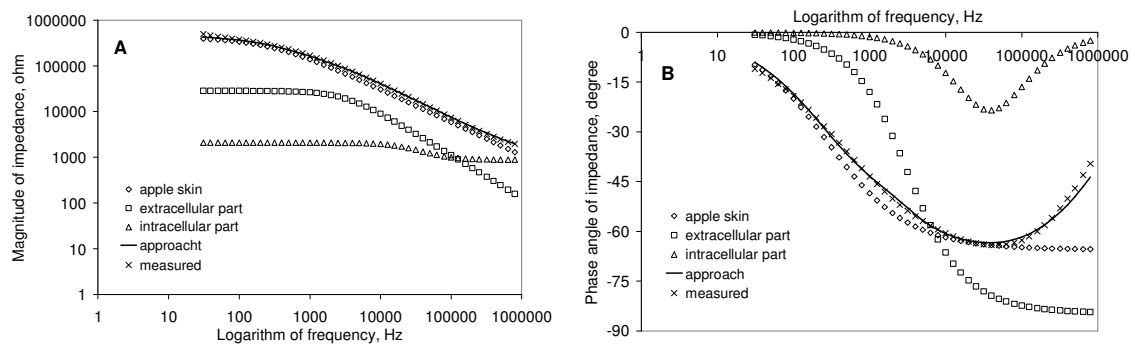 A
Magnitude of impedance, ohm
1000000
100000
10000
1000
100
10
1
apple skin
extracellular part
intracellular part
approacht
measured
1 10 100 1000 10000 100000 1000000
Logarithm of frequency, Hz
Logarithm of frequency, Hz
1 10 100 1000 10000 100000 1000000
B
Phase angle of impedance, degree
0
-15
-30
-45
-60
-75
-90
apple skin
extracellular part
intracellular part
approach
measured